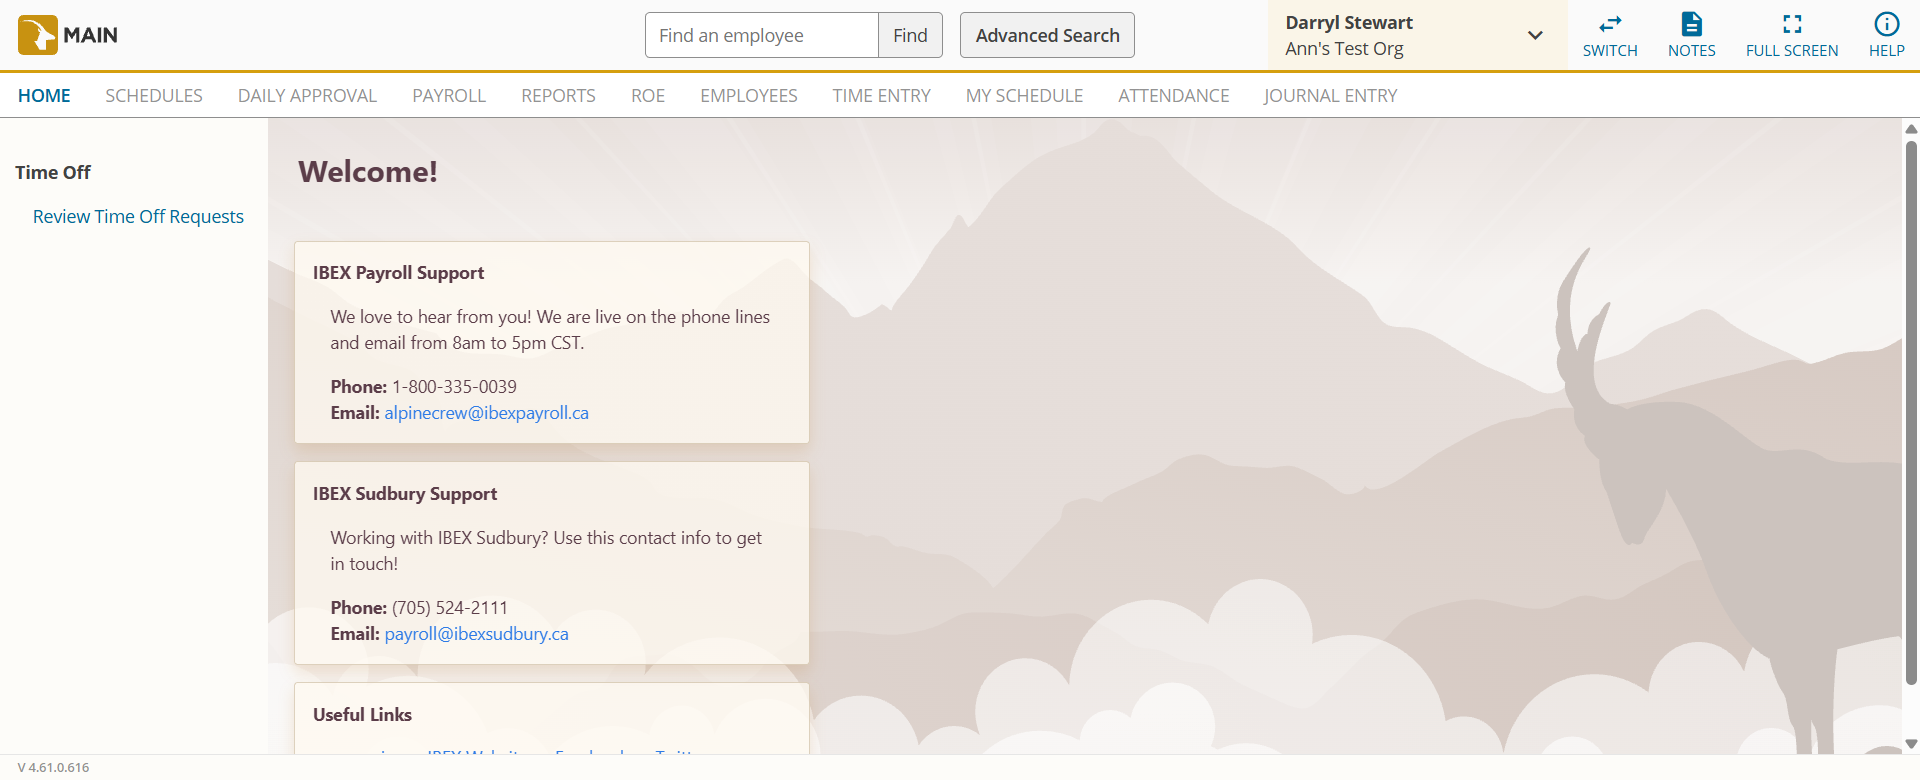 MAIN
Find an employee
Find
Advanced Search
Darryl Stewart
Ann's Test Org
SWITCH
NOTES
FULL SCREEN
HELP
HOME SCHEDULES DAILY APPROVAL PAYROLL REPORTS ROE EMPLOYEES TIME ENTRY MY SCHEDULE ATTENDANCE JOURNAL ENTRY
Time Off
Review Time Off Requests
Welcome!
IBEX Payroll Support
We love to hear from you! We are live on the phone lines
and email from 8am to 5pm CST.
Phone: 1-800-335-0039
Email: alpinecrew@ibexpayroll.ca
IBEX Sudbury Support
Working with IBEX Sudbury? Use this contact info to get
in touch!
Phone: (705) 524-2111
Email: payroll@ibexsudbury.ca
Useful Links
V 4.61.0.616